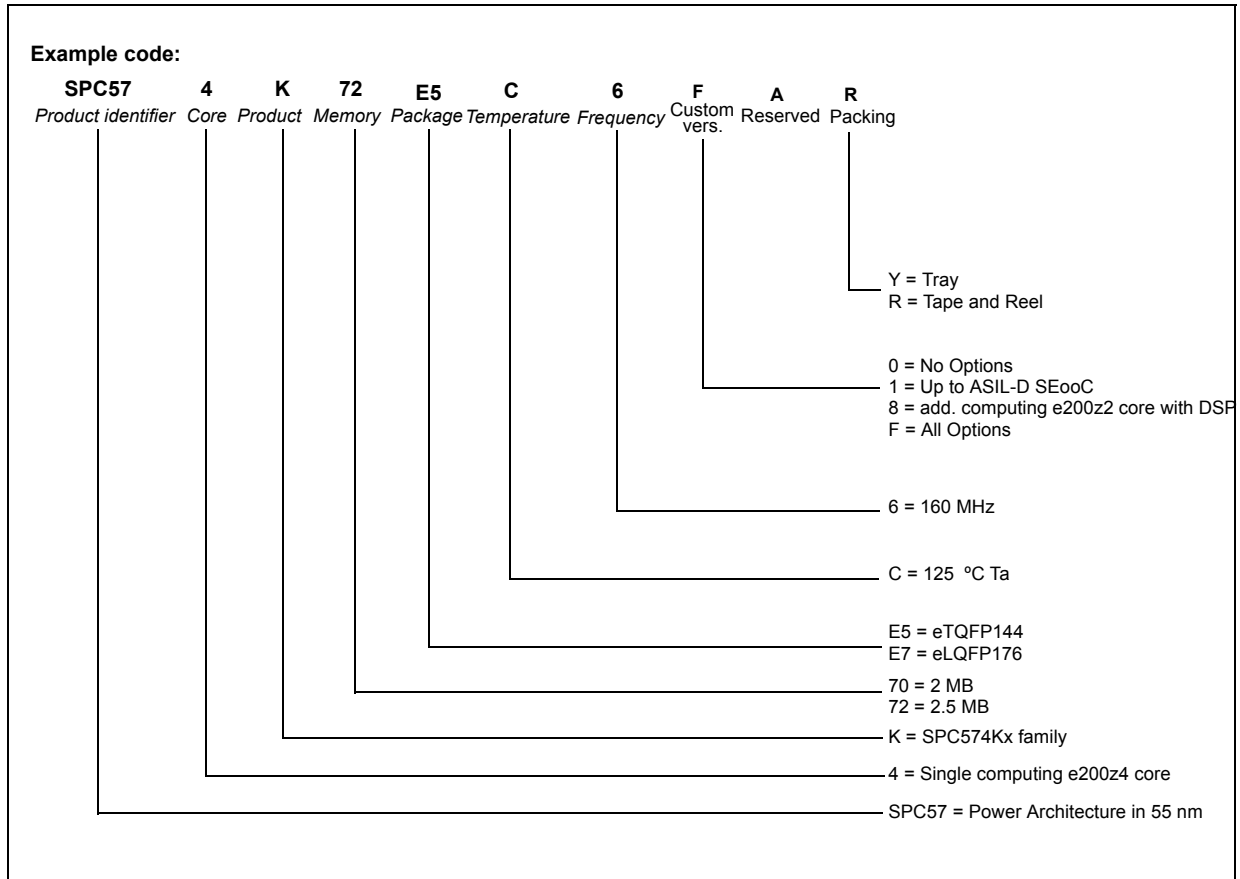 Example code:
SPC57 4 K 72 E5 C 6 F A R
Product identifier Core Product Memory Package Temperature Frequency Custom vers. Reserved Packing
Y = Tray
R = Tape and Reel
0 = No Options
1 = Up to ASIL-D SEooC
8 = add. computing e200z2 core with DSP
F = All Options
6 = 160 MHz
C = 125 ºC Ta
E5 = eTQFP144
E7 = eLQFP176
70 = 2 MB
72 = 2.5 MB
K = SPC574Kx family
4 = Single computing e200z4 core
SPC57 = Power Architecture in 55 nm